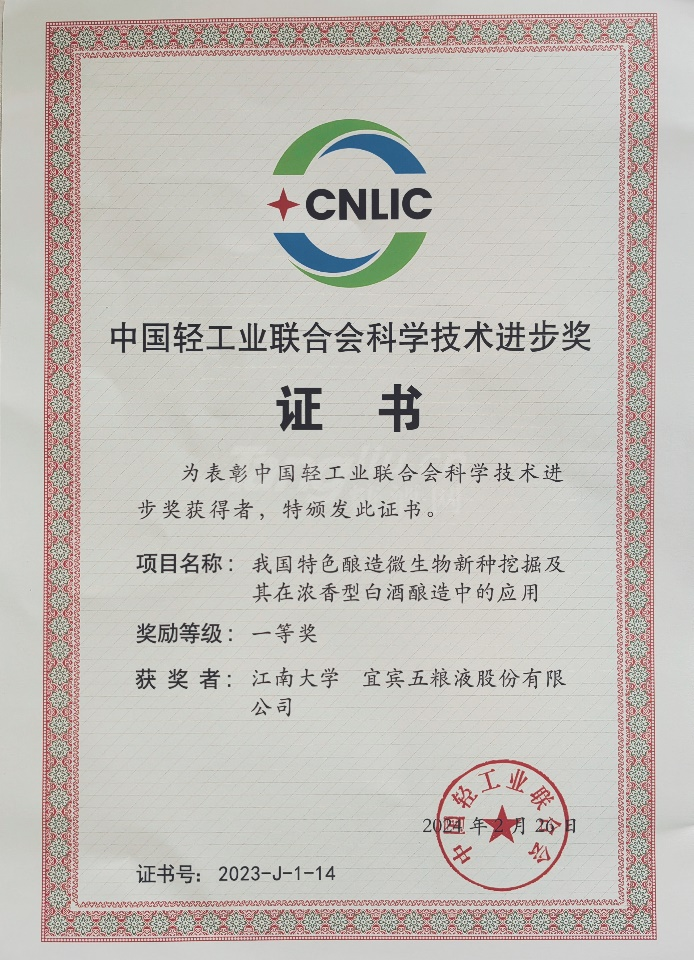 CNLIC
中国轻工业联合会科学技术进步奖
证 书
为表彰中国轻工业联合会科学技术进
步奖获得者，特颁发此证书。
项目名称：我国特色酿造微生物新种挖掘及
其在浓香型白酒酿造中的应用
奖励等级：一等奖
获 奖 者：江南大学 宜宾五粮液股份有限
公司
中国轻工业联合会
2024 年 2 月 26 日
证书号：2023-J-1-14